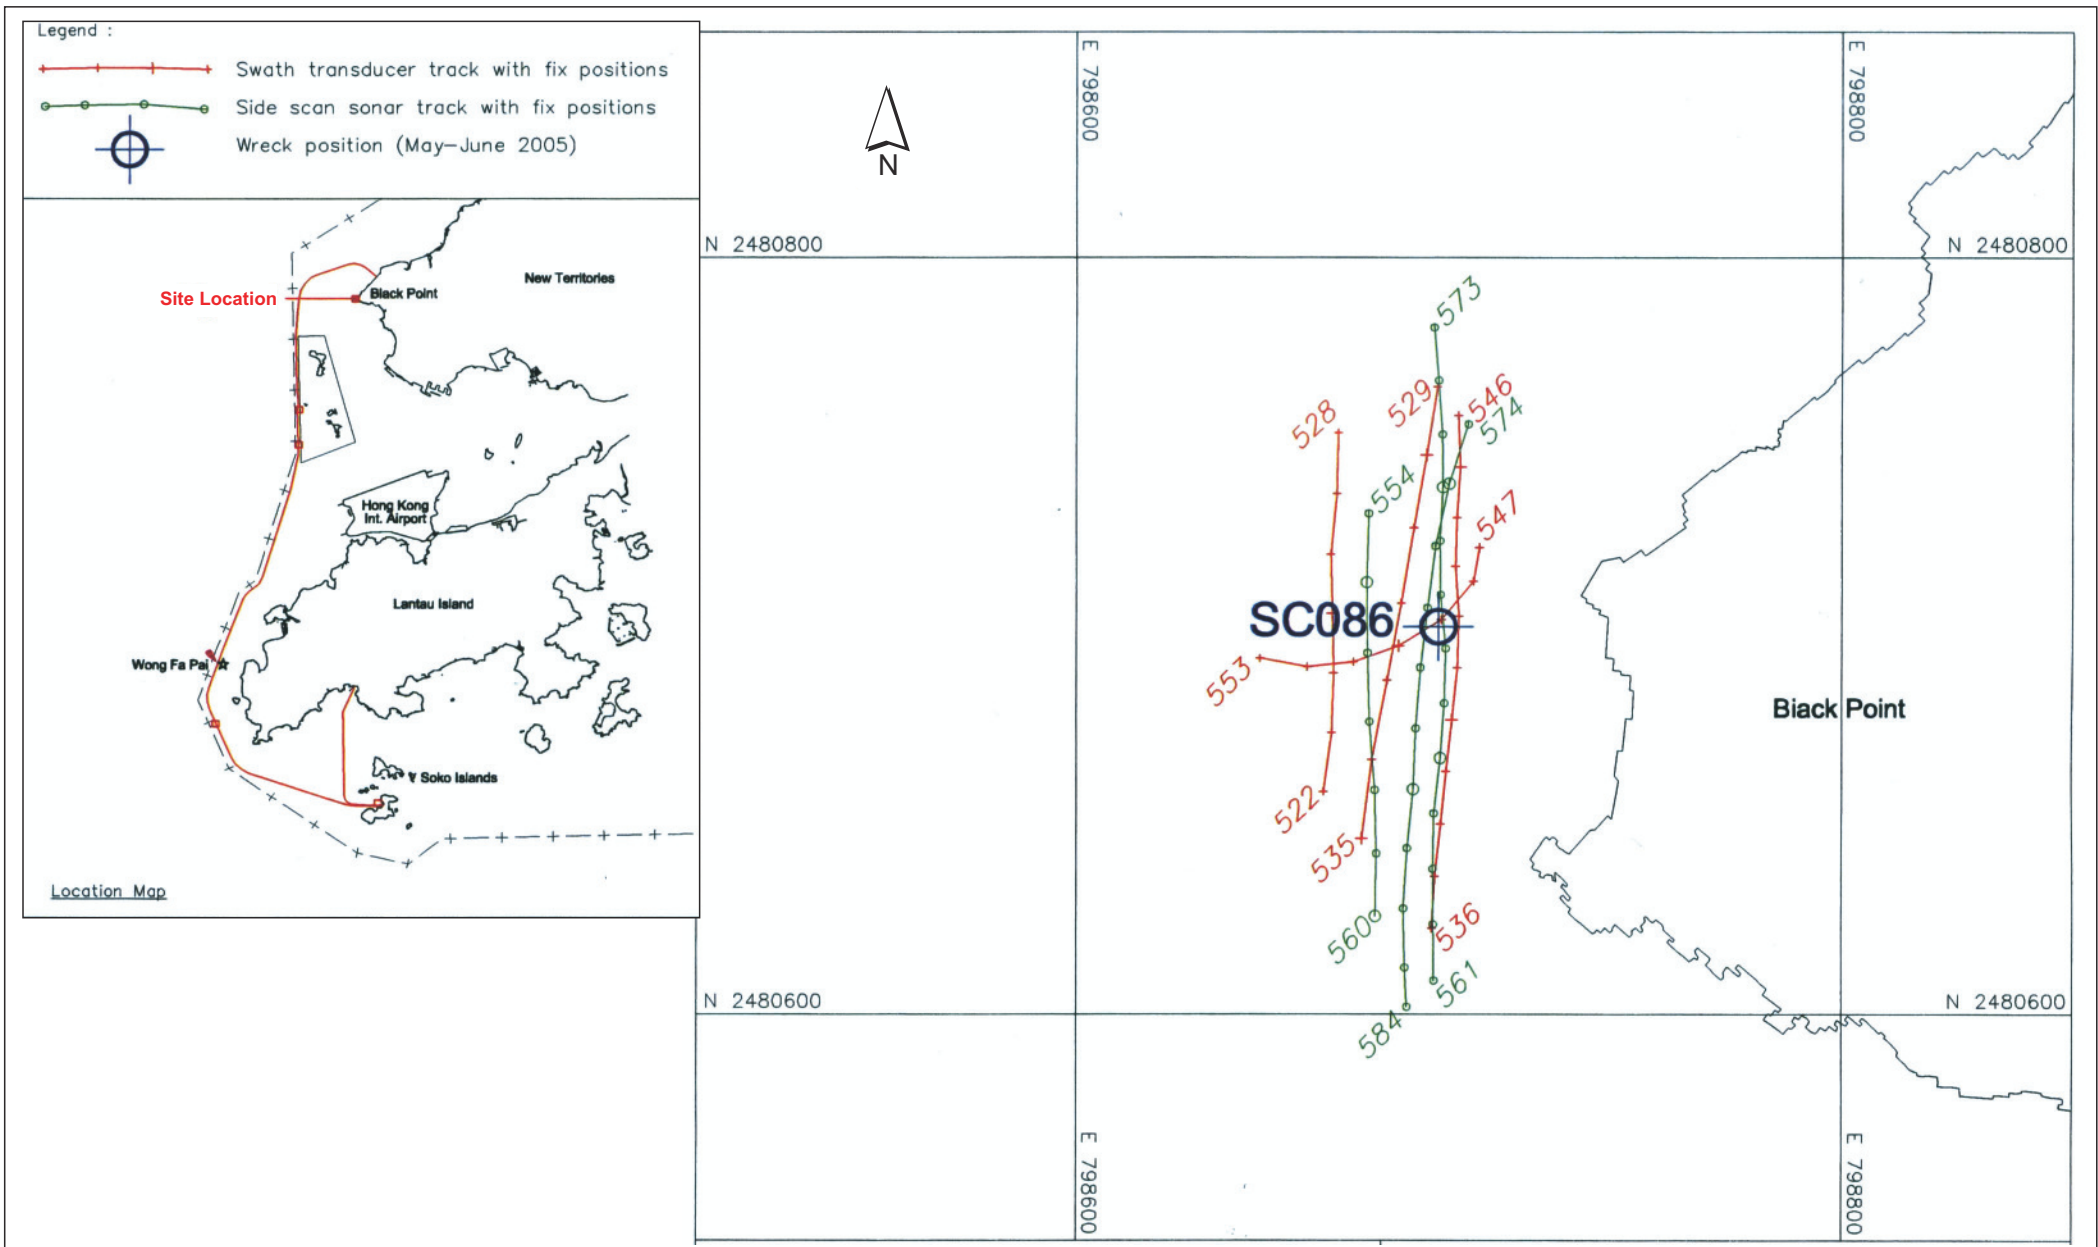 Legend :
Swath transducer track with fix positions
Side scan sonar track with fix positions
Wreck position (May-June 2005)
New Territories
Site Location
Biack Point
Hong Kong
Int. Airport
Lantau Island
Wong Fa Pai
Soko Islands
Location Map
E 798600
E 798800
N
N 2480800
N 2480800
573
529
546
528
574
554
547
SC086
553
Biack Point
522
535
560
536
561
N 2480600
N 2480600
584
E 798600
E 798800